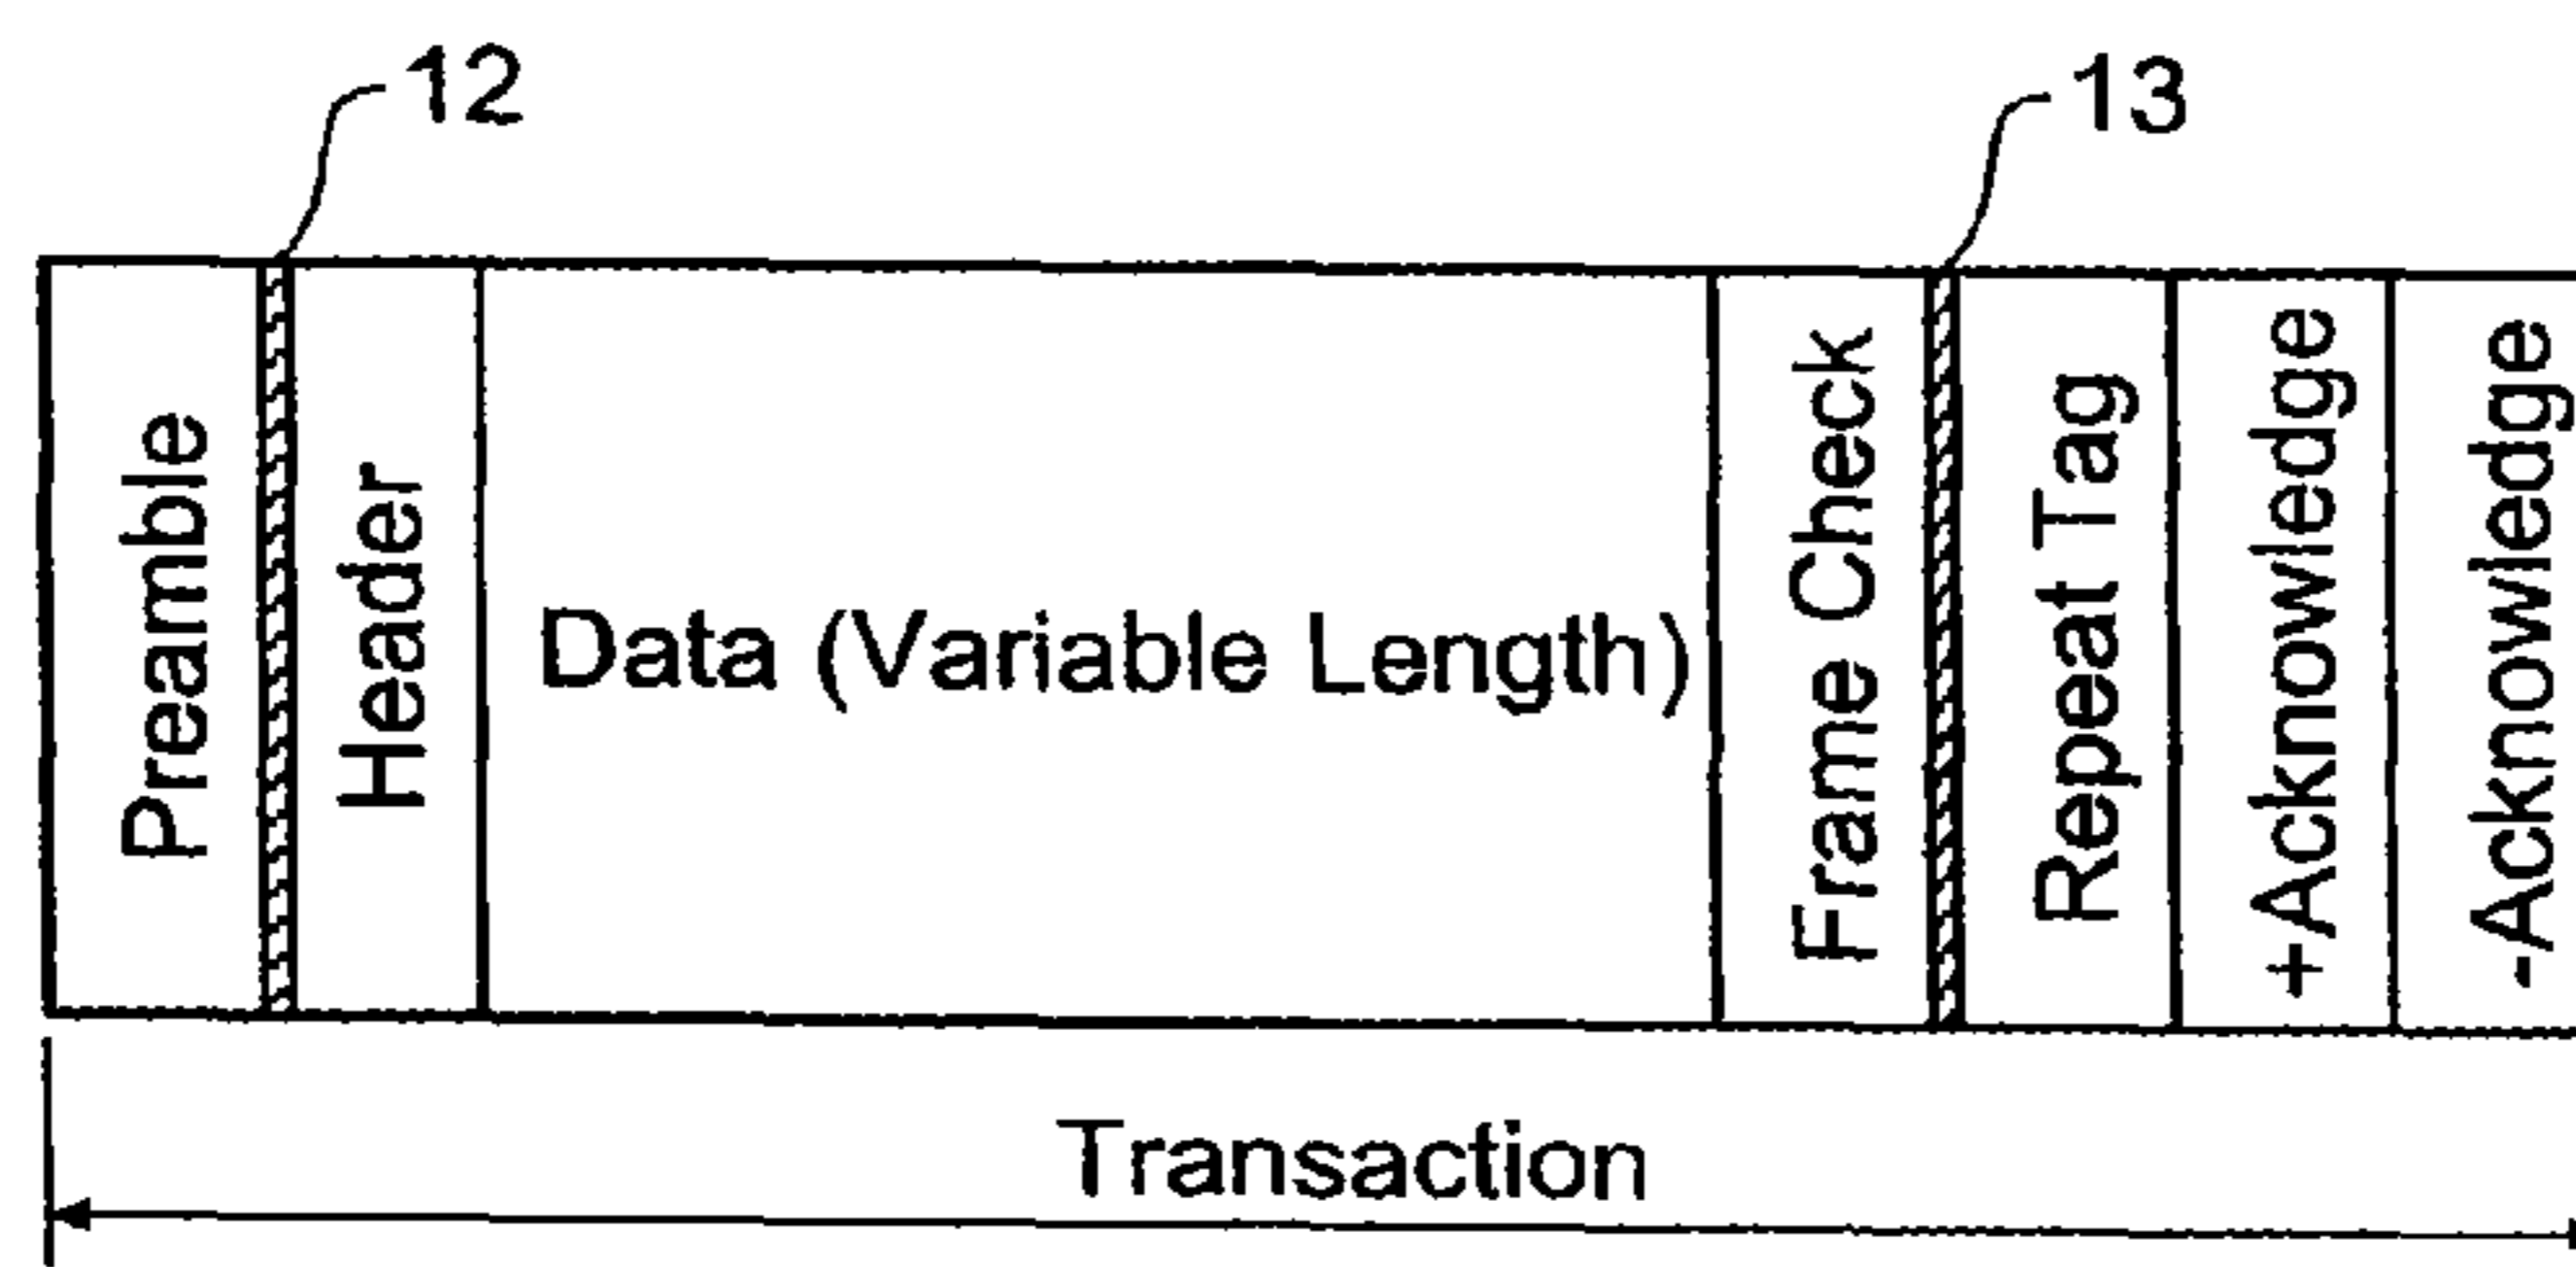 12
13
Preamble
Header
Data (Variable Length)
Frame Check
Repeat Tag
+Acknowledge
-Acknowledge
Transaction